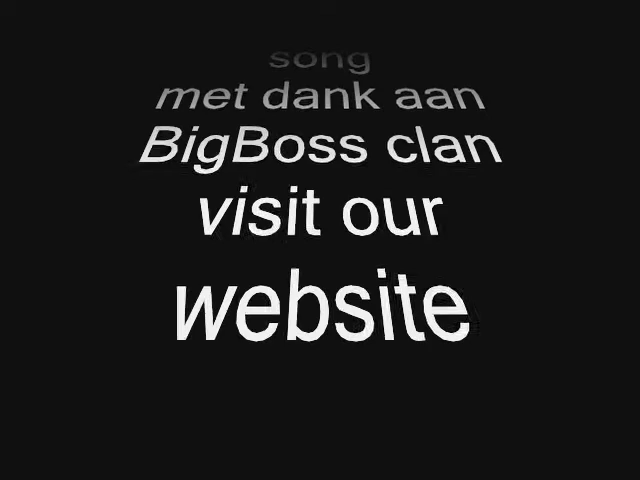 song
met dank aan
BigBoss clan
visit our
website